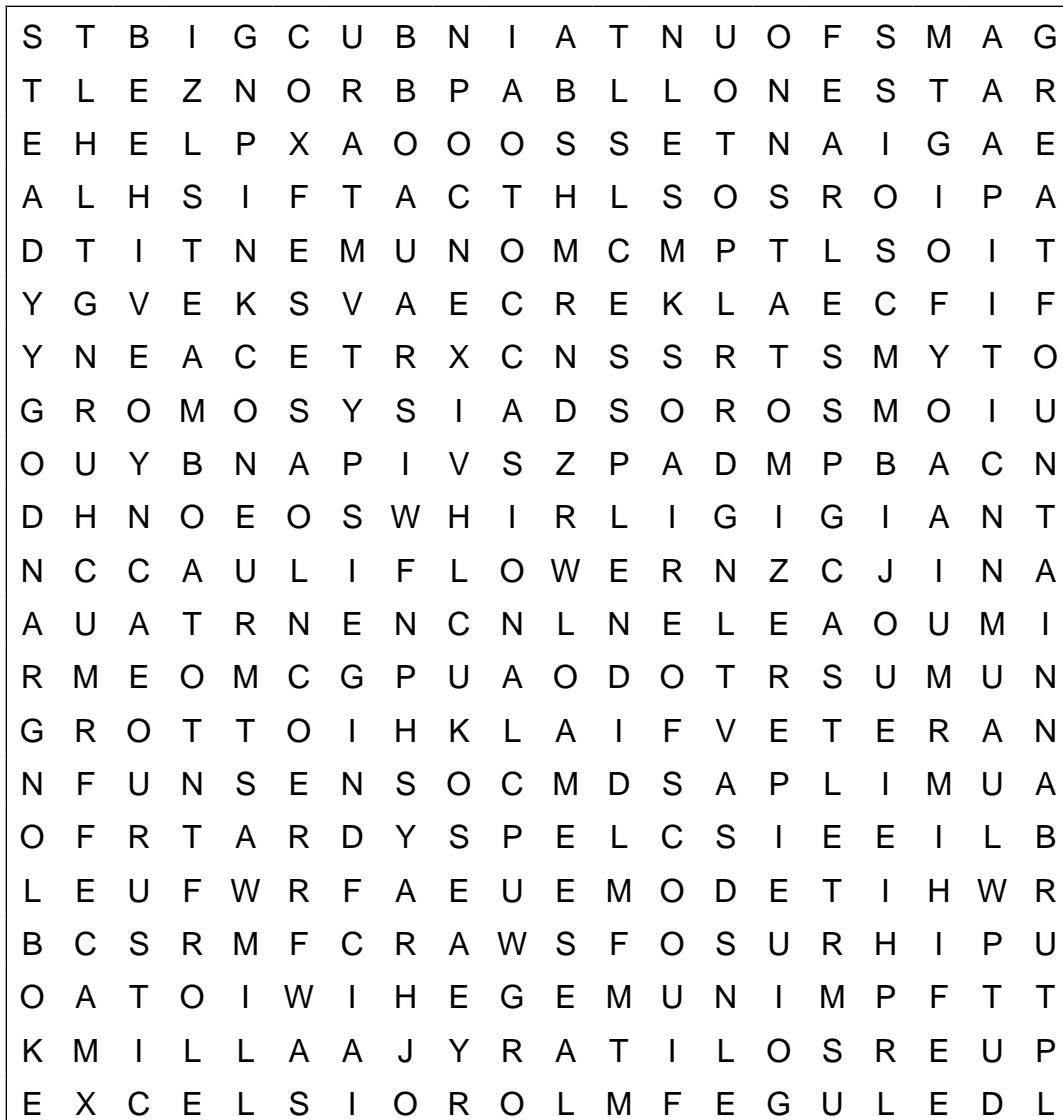 S T B I G C U B N I A T N U O F S M A G
T L E Z N O R B P A B L L O N E S T A R
E H E L P X A O O O S S E T N A I G A E
A L H S I F T A C T H L S O S R O I P A
D T I T N E M U N O M C M P T L S O I T
Y G V E K S V A E C R E K L A E C F I F
Y N E A C E T R X C N S S R T S M Y T O
G R O M O S Y S I A D S O R O S M O I U
O U Y B N A P I V S Z P A D M P B A C N
D H N O E O S W H I R L I G I G I A N T
N C C A U L I F L O W E R N Z C J I N A
A U A T R N E N C N L N E L E A O U M I
R M E O M C G P U A O D O T R S U M U N
G R O T T O I H K L A I F V E T E R A N
N F U N S E N S O C M D S A P L I M U A
O F R T A R D Y S P E L C S I E E I L B
L E U F W R F A E U E M O D E T I H W R
B C S R M F C R A W S F O S U R H I P U
O A T O I W I H E G E M U N I M P F T T
K M I L L A A J Y R A T I L O S R E U P
E X C E L S I O R O L M F E G U L E D L